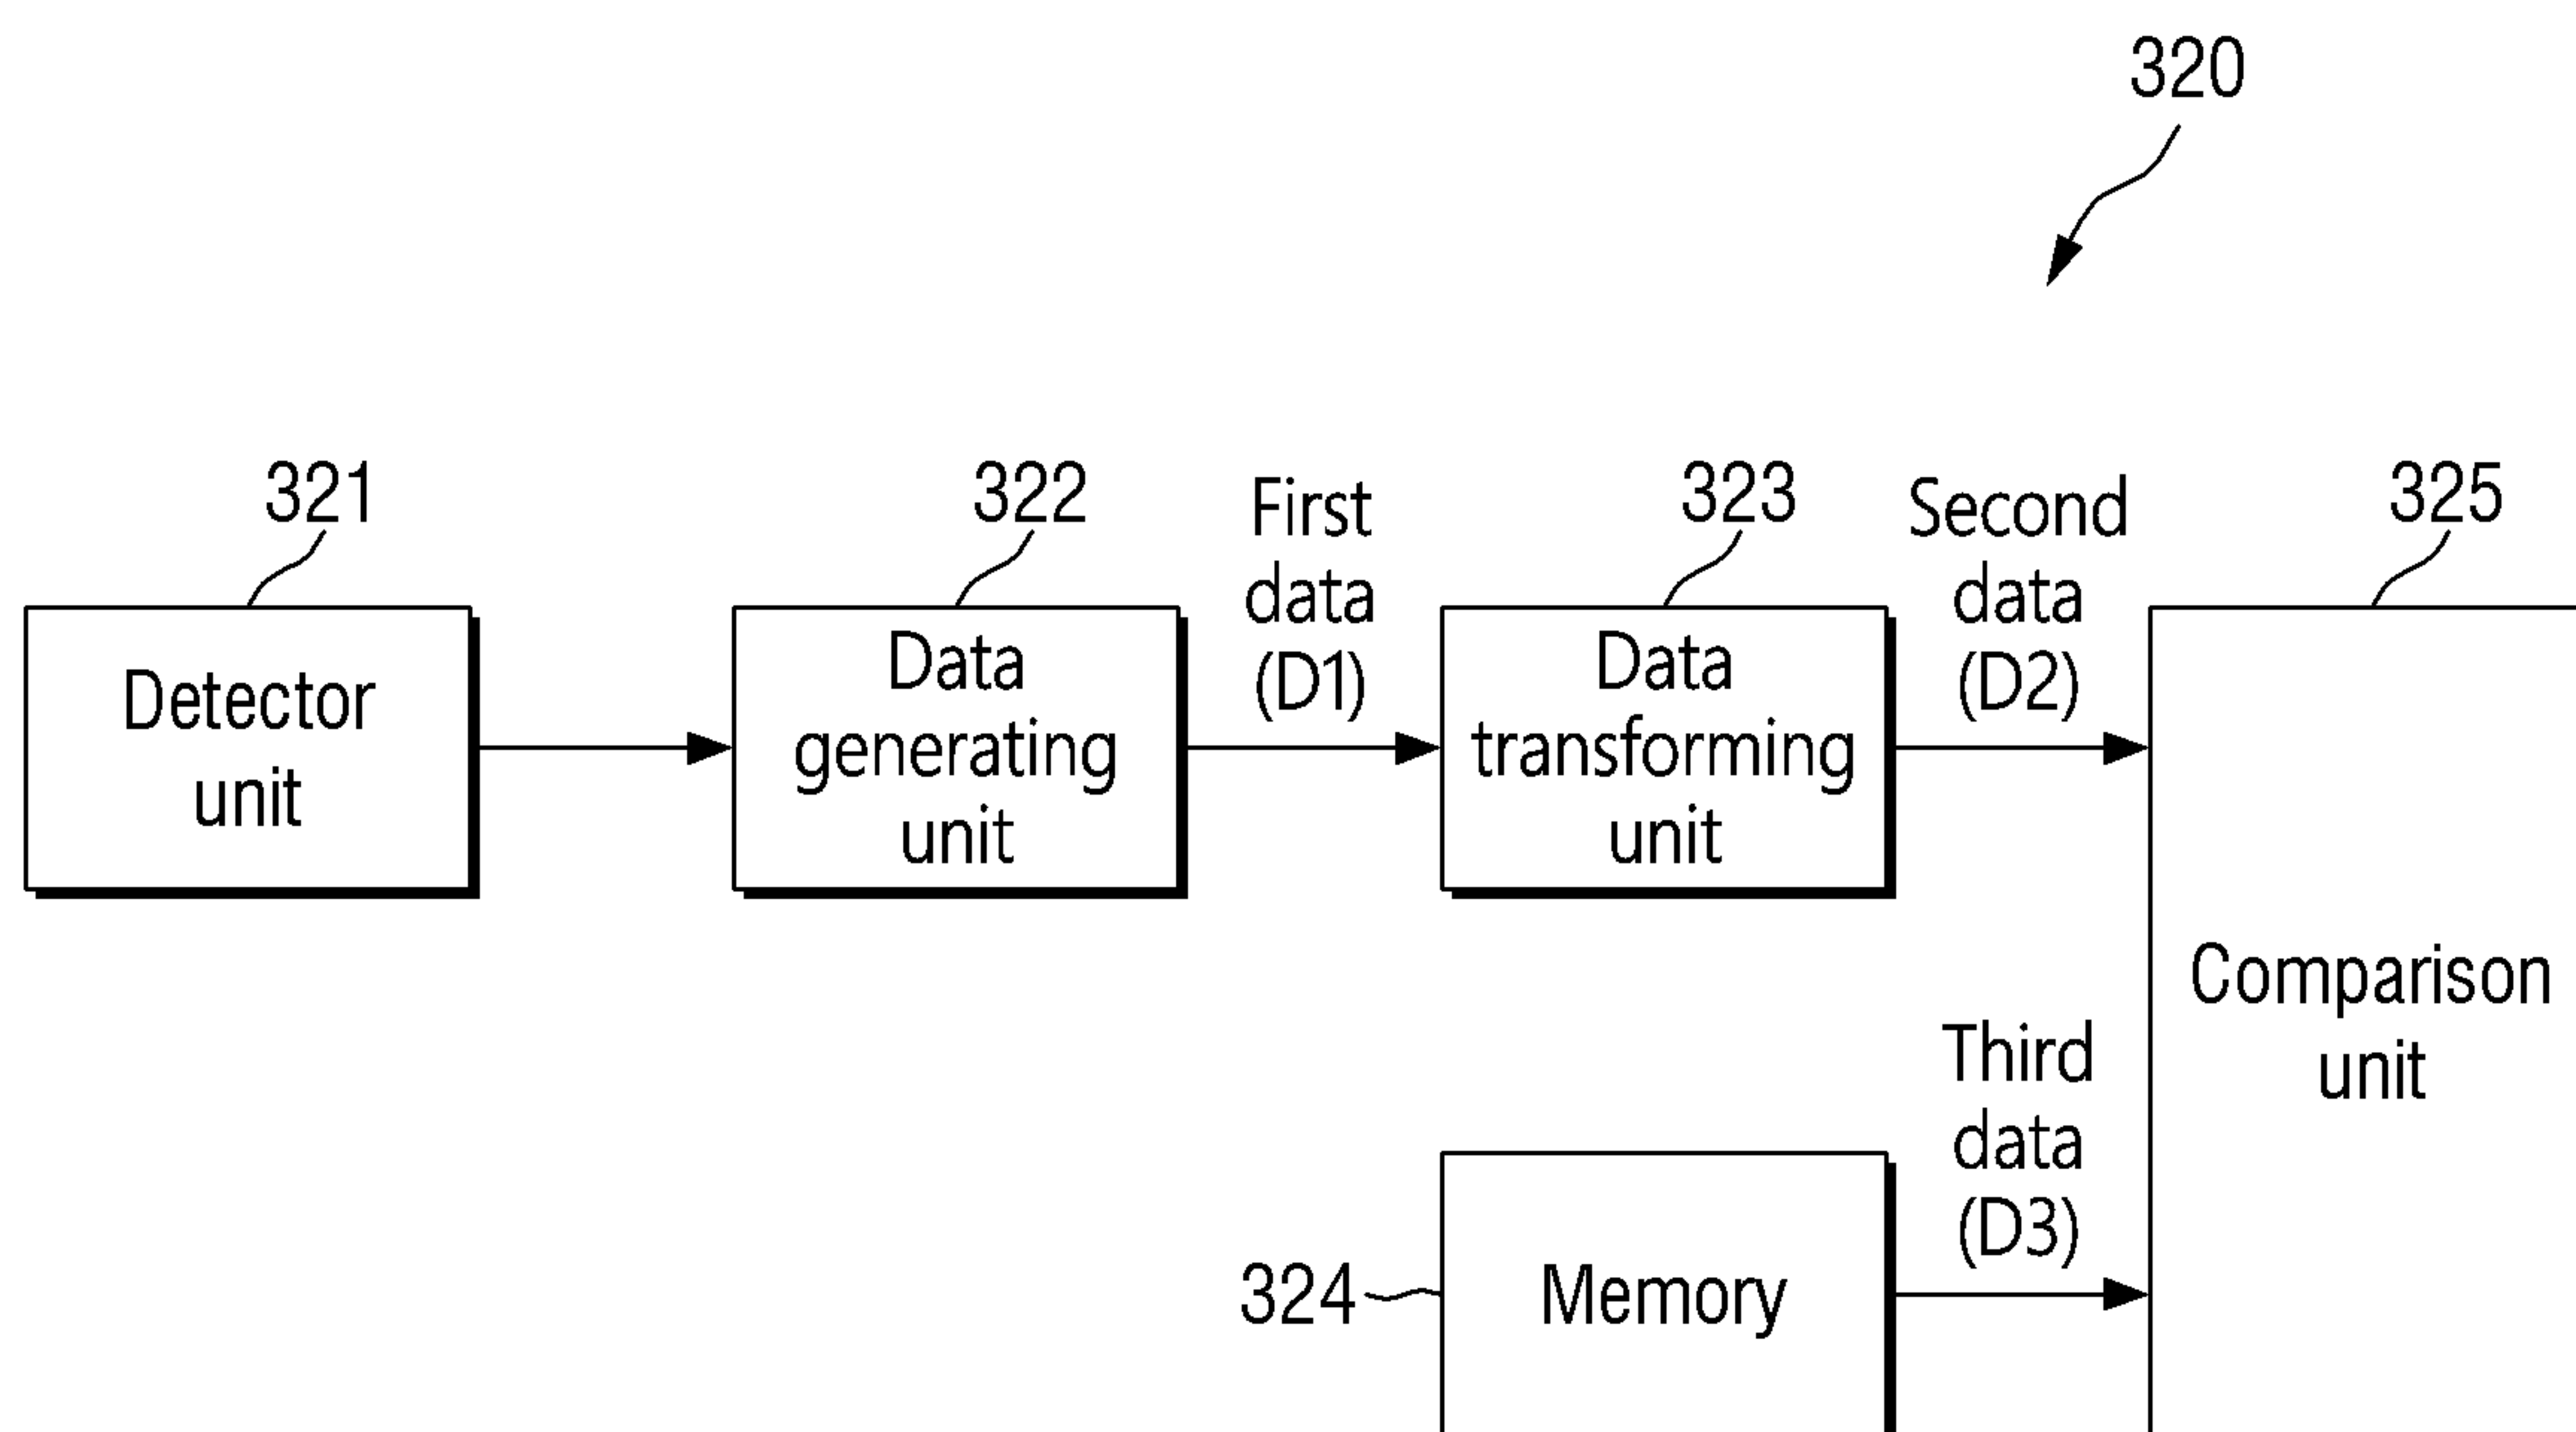 320
321
322
First
data
(D1)
323
Second
data
(D2)
325
Detector
unit
Data
generating
unit
Data
transforming
unit
Comparison
unit
Third
data
(D3)
324
Memory